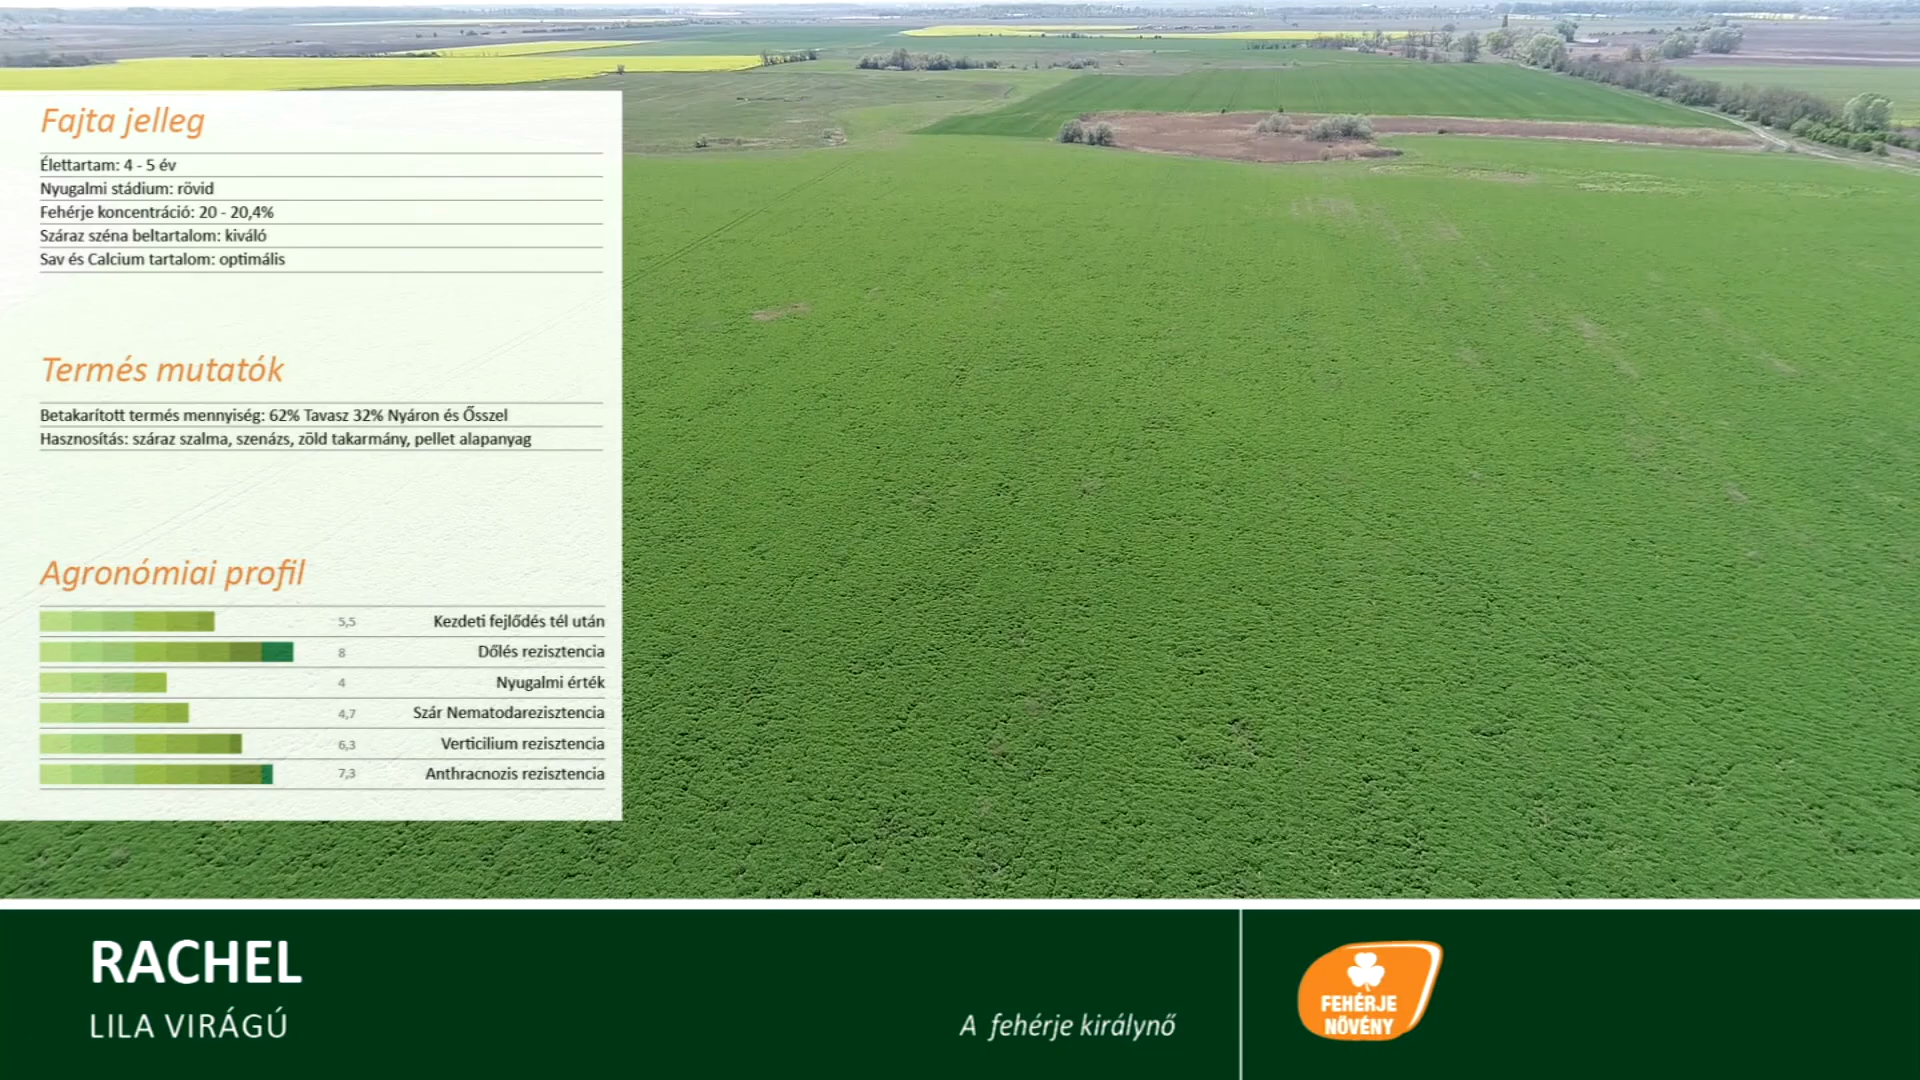 Fajta jelleg
Élettartam: 4 - 5 év
Nyugalmi stádium: rövid
Fehérje koncentráció: 20 - 20,4%
Száraz széna beltartalom: kiváló
Sav és Calcium tartalom: optimális
Termés mutatók
Betakarított termés mennyiség: 62% Tavasz 32% Nyáron és Ősszel
Hasznosítás: száraz szalma, szenázs, zöld takarmány, pellet alapanyag
Agronómiai profil
5,5 Kezdeti fejlődés tél után
8 Dőlés rezisztencia
4 Nyugalmi érték
4,7 Szár Nematodarezisztencia
6,3 Verticilium rezisztencia
7,3 Anthracnozis rezisztencia
RACHEL
LILA VIRÁGÚ
A fehérje királynő
FEHÉRJE
NÖVÉNY